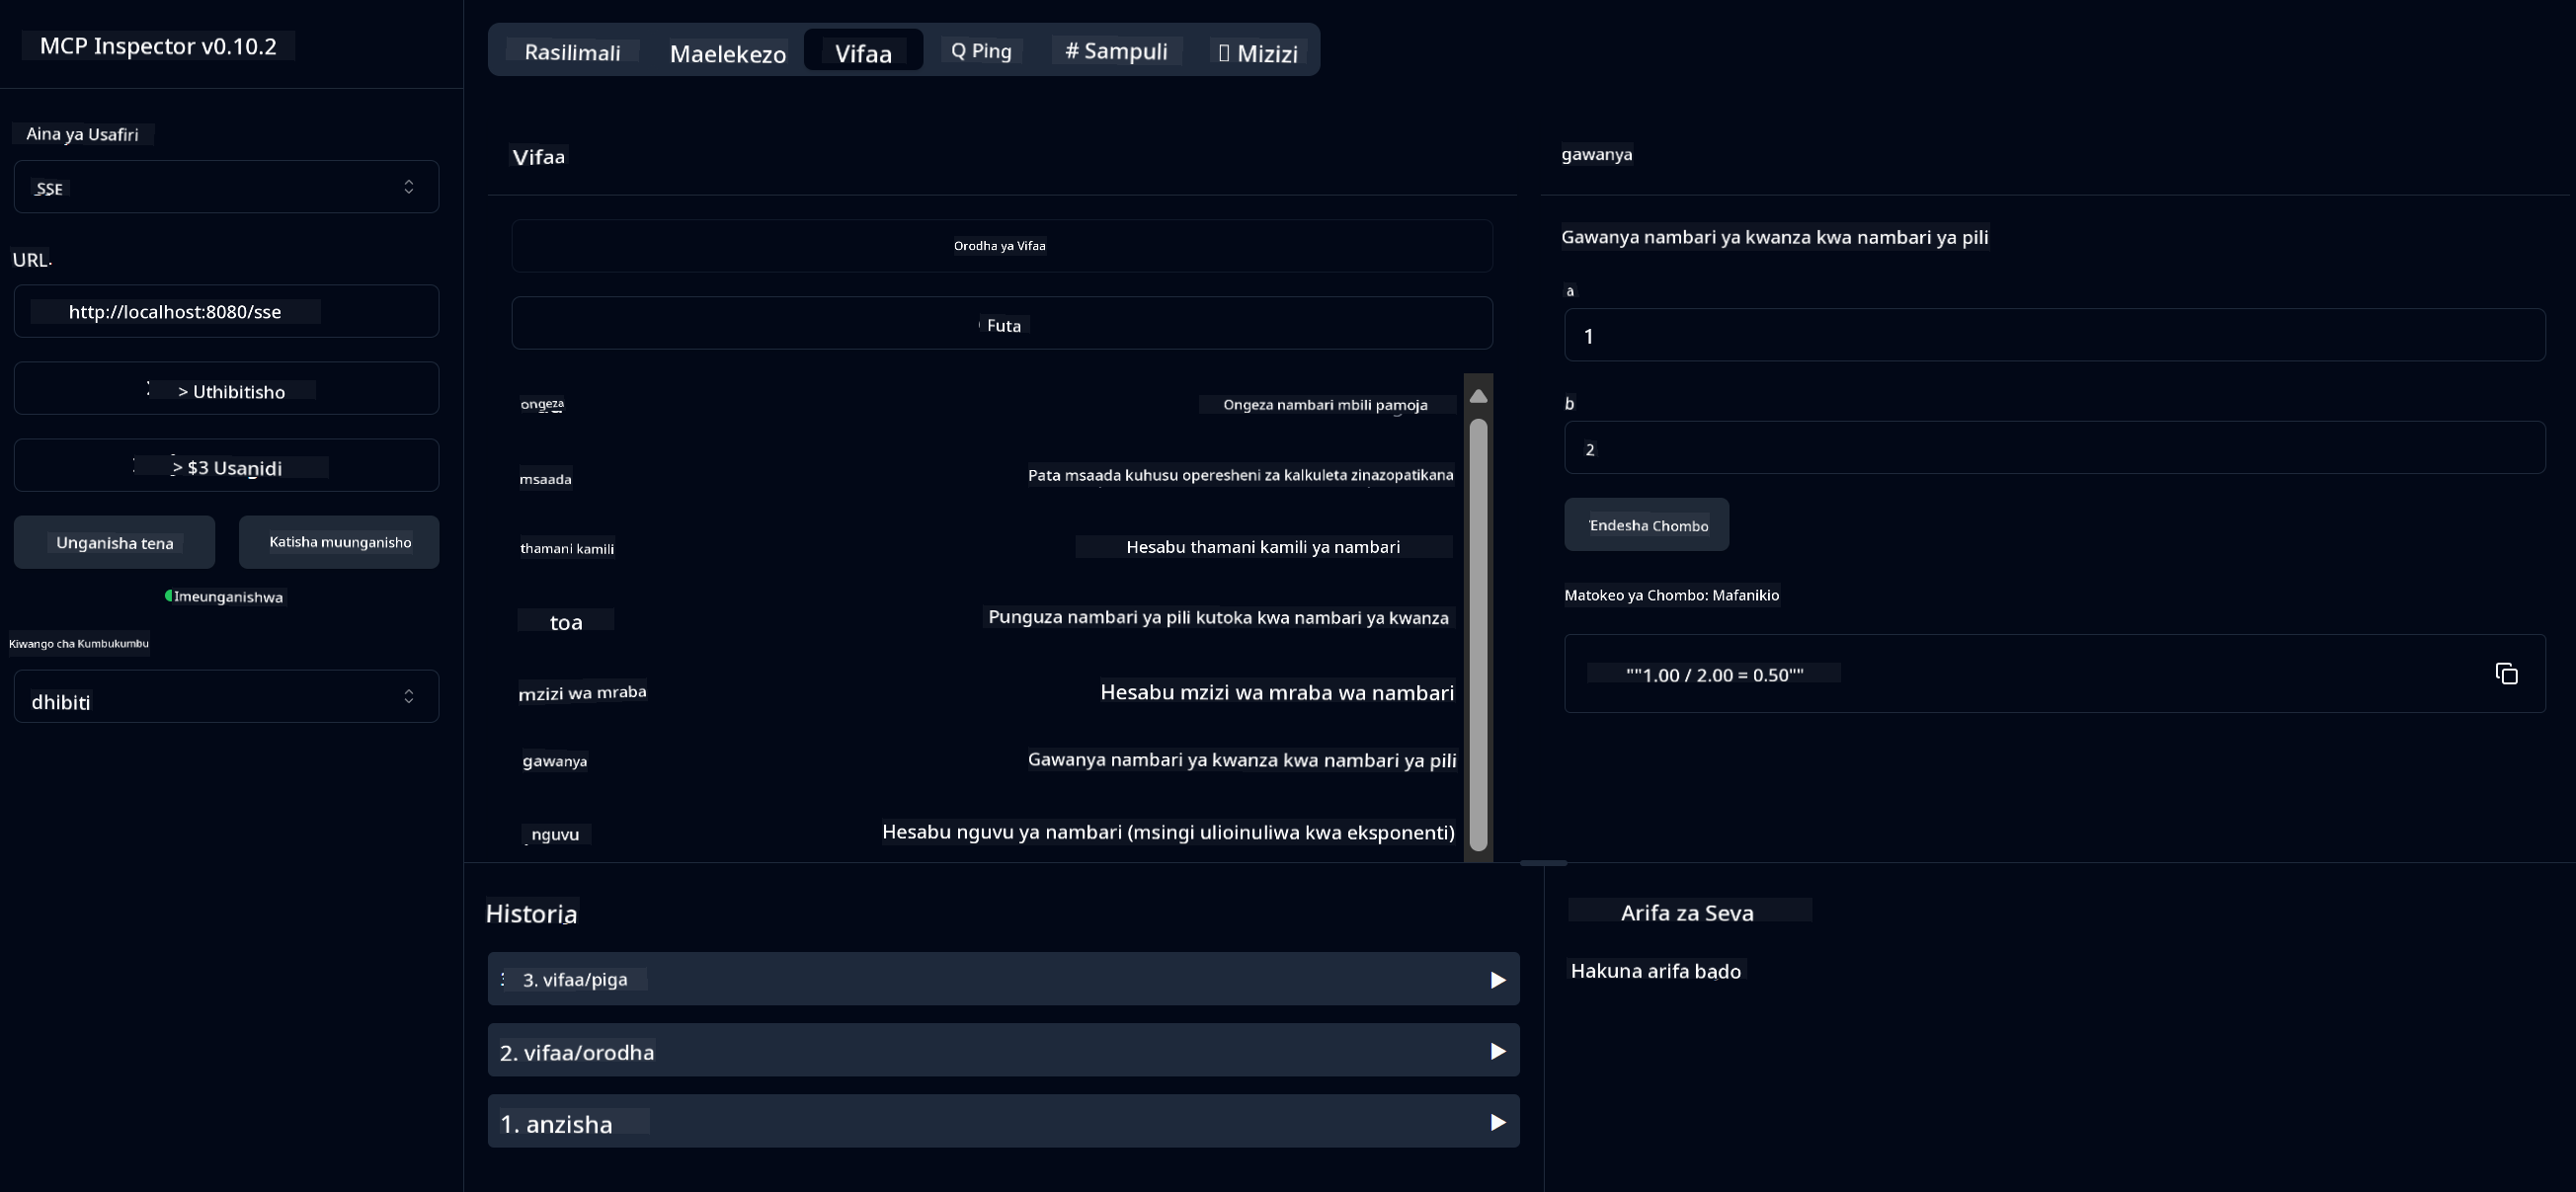 MCP Inspector v0.10.2
Aina ya Usafiri
SSE
URL.
http://localhost:8080/sse
> Uthibitisho
> $3 Usanidi
Unganisha tena
Katisha muunganisho
Imeunganishwa
Kiwango cha Kumbukumbu
dhibiti
Rasilimali
Maelekezo
Vifaa
Q Ping
# Sampuli
Mizizi
Vifaa
Orodha ya Vifaa
Futa
ongeza Ongeza nambari mbili pamoja
msaada Pata msaada kuhusu operesheni za kalkuleta zinazopatikana
thamani kamili Hesabu thamani kamili ya nambari
toa Punguza nambari ya pili kutoka kwa nambari ya kwanza
mzizi wa mraba Hesabu mzizi wa mraba wa nambari
gawanya Gawanya nambari ya kwanza kwa nambari ya pili
nguvu Hesabu nguvu ya nambari (msingi ulioinuliwa kwa eksponenti)
gawanya
Gawanya nambari ya kwanza kwa nambari ya pili
a
1
b
2
Endesha Chombo
Matokeo ya Chombo: Mafanikio
""1.00 / 2.00 = 0.50""
Historia
3. vifaa/piga
2. vifaa/orodha
1. anzisha
Arifa za Seva
Hakuna arifa bado